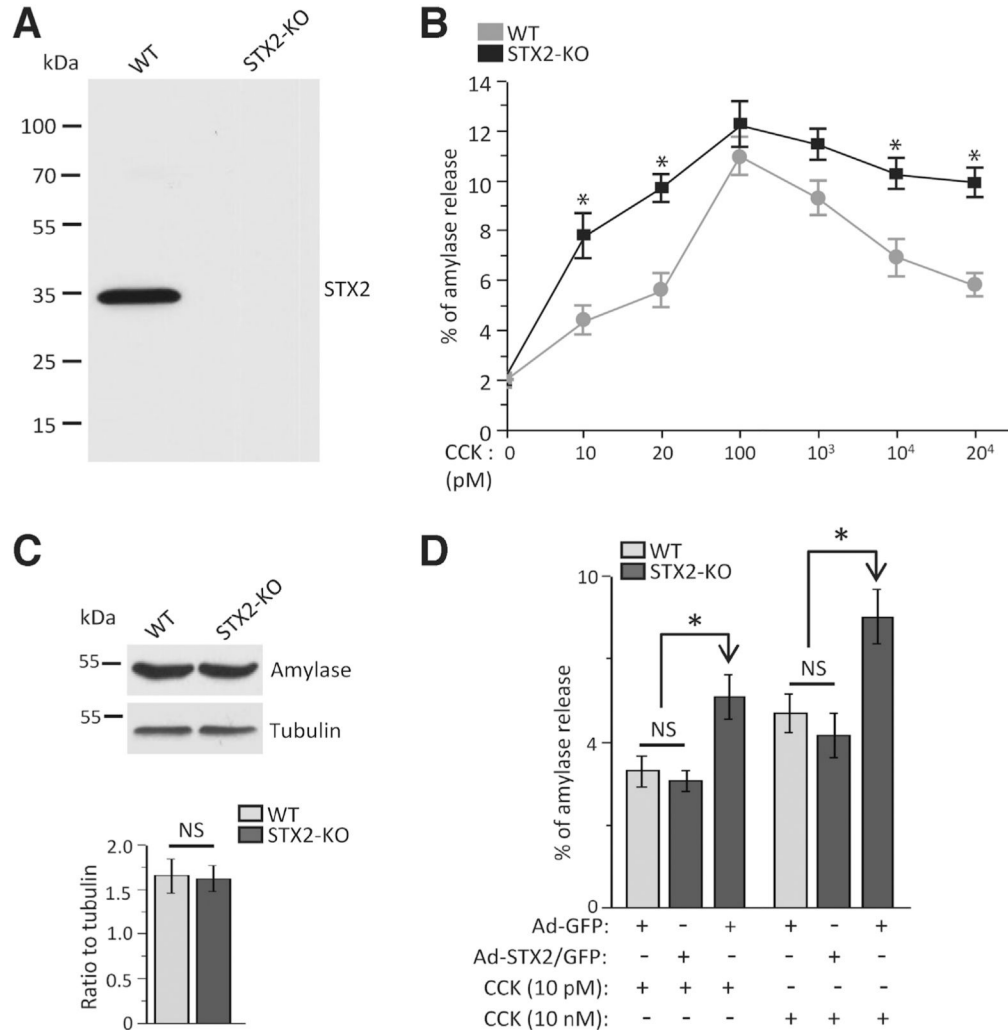 A
kDa
WT
STX2-KO
100
70
55
35
25
15
STX2
B
WT
STX2-KO
% of amylase release
14
12
10
8
6
4
2
0
CCK : 0 10 20 100 10³ 10⁴ 20⁴
(pM)
C
kDa
WT
STX2-KO
55
Amylase
55
Tubulin
WT
STX2-KO
NS
Ratio to tubulin
2.0
1.5
1.0
0.5
0
D
WT
STX2-KO
% of amylase release
10
4
0
*
*
*
*
*
*
NS
NS
Ad-GFP: + - + + - +
Ad-STX2/GFP: - + - - + -
CCK (10 pM): + + + - - -
CCK (10 nM): - - - + + +